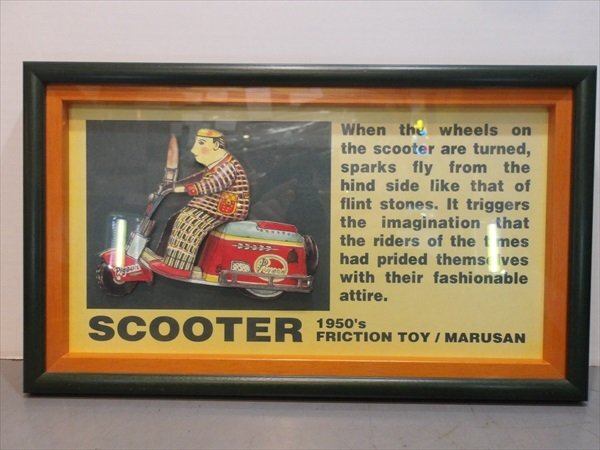 When the wheels on
the scooter are turned,
sparks fly from the
hind side like that of
flint stones. It triggers
the imagination that
the riders of the times
had prided themselves
with their fashionable
attire.
Pigeon
SCOOTER
1950's
FRICTION TOY / MARUSAN